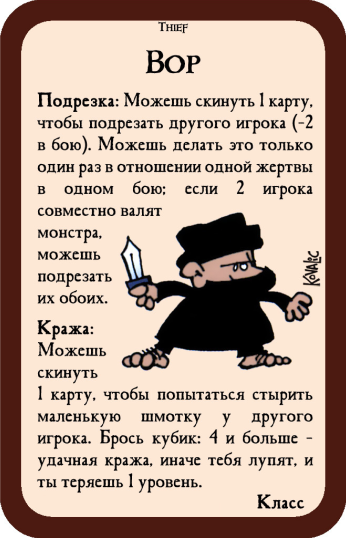 Thief
Вор
Подрезка: Можешь скинуть 1 карту,
чтобы подрезать другого игрока (-2
в бою). Можешь делать это только
один раз в отношении одной жертвы
в одном бою; если 2 игрока
совместно валят
монстра,
можешь
подрезать
их обоих.
Кража:
Можешь
скинуть
1 карту, чтобы попытаться стырить
маленькую шмотку у другого
игрока. Брось кубик: 4 и больше -
удачная кража, иначе тебя лупят, и
ты теряешь 1 уровень.
Класс
Kovalic